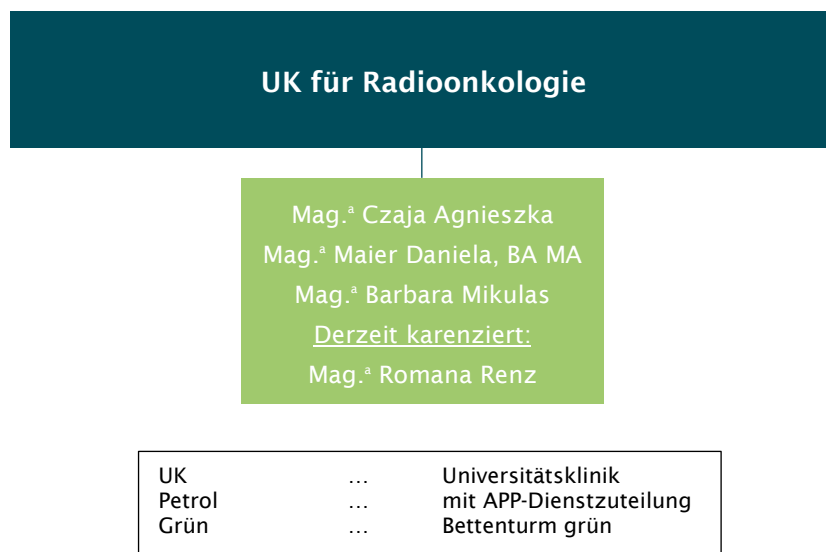 UK für Radioonkologie
Mag.ª Czaja Agnieszka
Mag.ª Maier Daniela, BA MA
Mag.ª Barbara Mikulas
Derzeit karenziert:
Mag.ª Romana Renz
UK … Universitätsklinik
Petrol … mit APP-Dienstzuteilung
Grün … Bettenturm grün